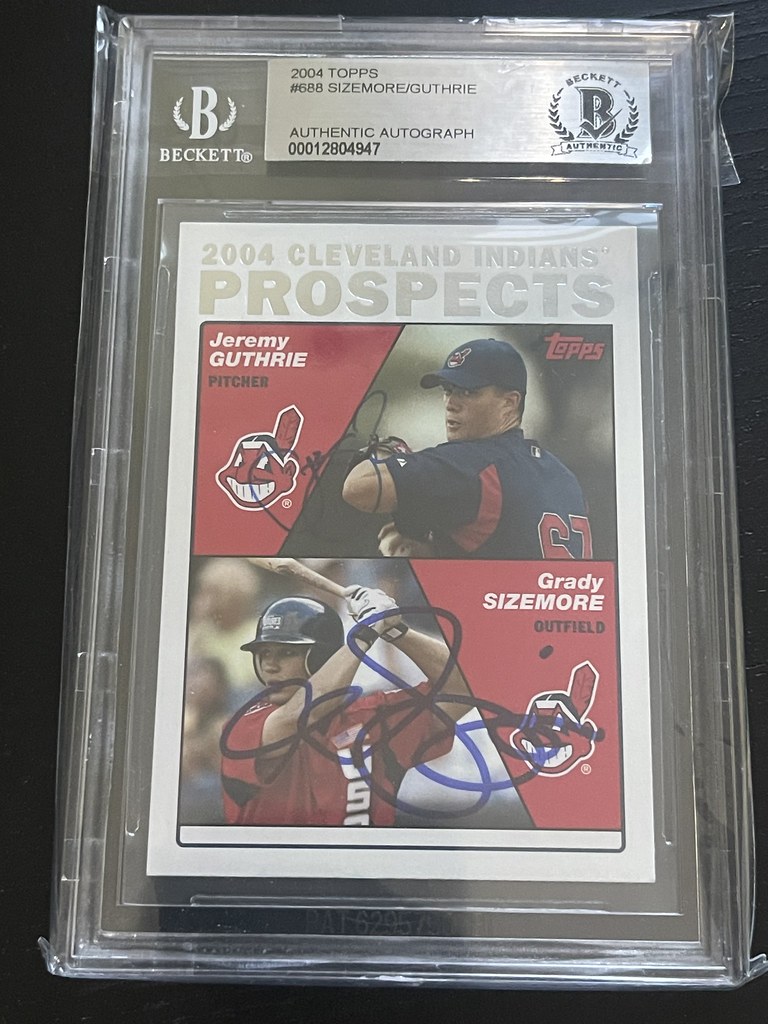 2004 TOPPS
#688 SIZEMORE/GUTHRIE
AUTHENTIC AUTOGRAPH
00012804947
B
BECKETT®
BECKETT
B
AUTHENTIC
2004 CLEVELAND INDIANS'
PROSPECTS
Jeremy
GUTHRIE
PITCHER
Topps
®
67
Grady
SIZEMORE
OUTFIELD
®